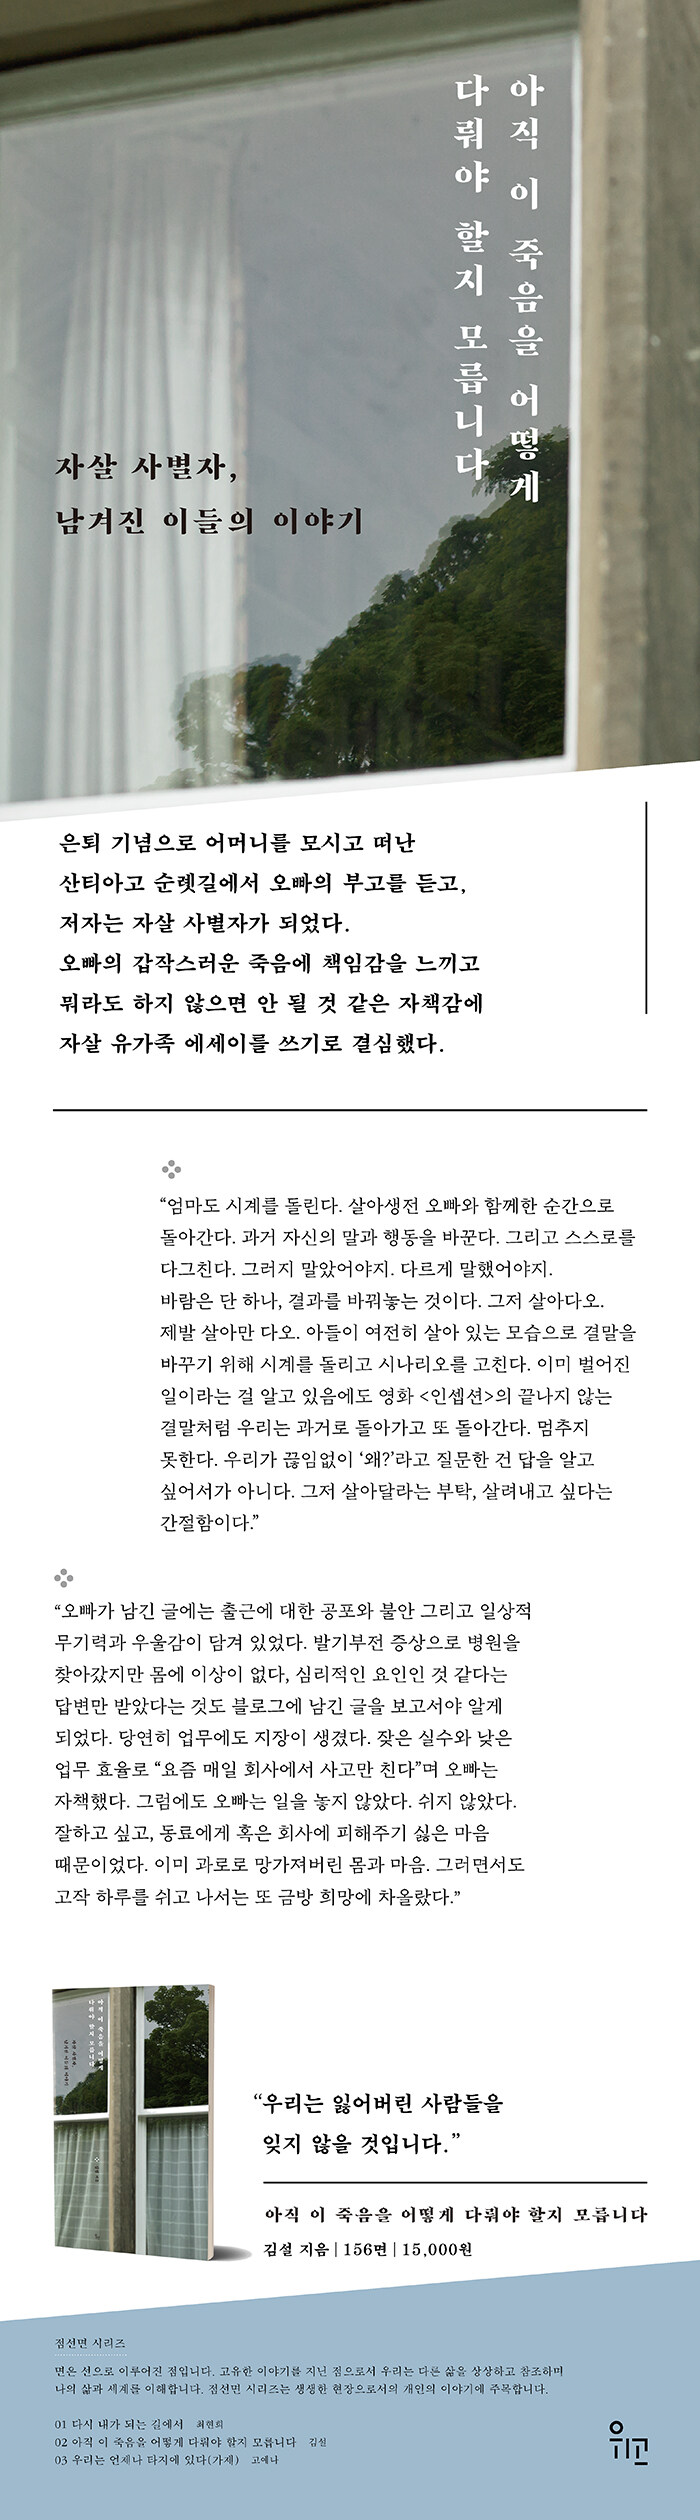 아직 이 죽음을 어떻게
다뤄야 할지 모릅니다
자살 사별자,
남겨진 이들의 이야기
은퇴 기념으로 어머니를 모시고 떠난
산티아고 순롓길에서 오빠의 부고를 듣고,
저자는 자살 사별자가 되었다.
오빠의 갑작스러운 죽음에 책임감을 느끼고
뭐라도 하지 않으면 안 될 것 같은 자책감에
자살 유가족 에세이를 쓰기로 결심했다.
“엄마도 시계를 돌린다. 살아생전 오빠와 함께한 순간으로
돌아간다. 과거 자신의 말과 행동을 바꾼다. 그리고 스스로를
다그친다. 그러지 말았어야지. 다르게 말했어야지.
바람은 단 하나, 결과를 바꿔놓는 것이다. 그저 살아다오.
제발 살아만 다오. 아들이 여전히 살아 있는 모습으로 결말을
바꾸기 위해 시계를 돌리고 시나리오를 고친다. 이미 벌어진
일이라는 걸 알고 있음에도 영화 <인셉션>의 끝나지 않는
결말처럼 우리는 과거로 돌아가고 또 돌아간다. 멈추지
못한다. 우리가 끊임없이 ‘왜?’라고 질문한 건 답을 알고
싶어서가 아니다. 그저 살아달라는 부탁, 살려내고 싶다는
간절함이다.”
“오빠가 남긴 글에는 출근에 대한 공포와 불안 그리고 일상적
무기력과 우울감이 담겨 있었다. 발기부전 증상으로 병원을
찾아갔지만 몸에 이상이 없다, 심리적인 요인인 것 같다는
답변만 받았다는 것도 블로그에 남긴 글을 보고서야 알게
되었다. 당연히 업무에도 지장이 생겼다. 잦은 실수와 낮은
업무 효율로 “요즘 매일 회사에서 사고만 친다”며 오빠는
자책했다. 그럼에도 오빠는 일을 놓지 않았다. 쉬지 않았다.
잘하고 싶고, 동료에게 혹은 회사에 피해주기 싫은 마음
때문이었다. 이미 과로로 망가져버린 몸과 마음. 그러면서도
고작 하루를 쉬고 나서는 또 금방 희망에 차올랐다.”
아직 이 죽음을 어떻게
다뤄야 할지 모릅니다
자살 사별자,
남겨진 이들의 이야기
“우리는 잃어버린 사람들을
잊지 않을 것입니다.”
아직 이 죽음을 어떻게 다뤄야 할지 모릅니다
김설 지음 | 156면 | 15,000원
점선면 시리즈
면은 선으로 이루어진 점입니다. 고유한 이야기를 지닌 점으로서 우리는 다른 삶을 상상하고 참조하며
나의 삶과 세계를 이해합니다. 점선면 시리즈는 생생한 현장으로서의 개인의 이야기에 주목합니다.
01 다시 내가 되는 길에서 최현희
02 아직 이 죽음을 어떻게 다뤄야 할지 모릅니다 김설
03 우리는 언제나 타지에 있다(가제) 고예나
위고